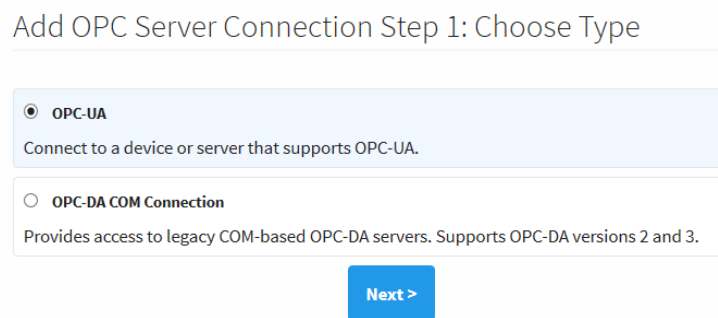 Add OPC Server Connection Step 1: Choose Type
OPC-UA
Connect to a device or server that supports OPC-UA.
OPC-DA COM Connection
Provides access to legacy COM-based OPC-DA servers. Supports OPC-DA versions 2 and 3.
Next >